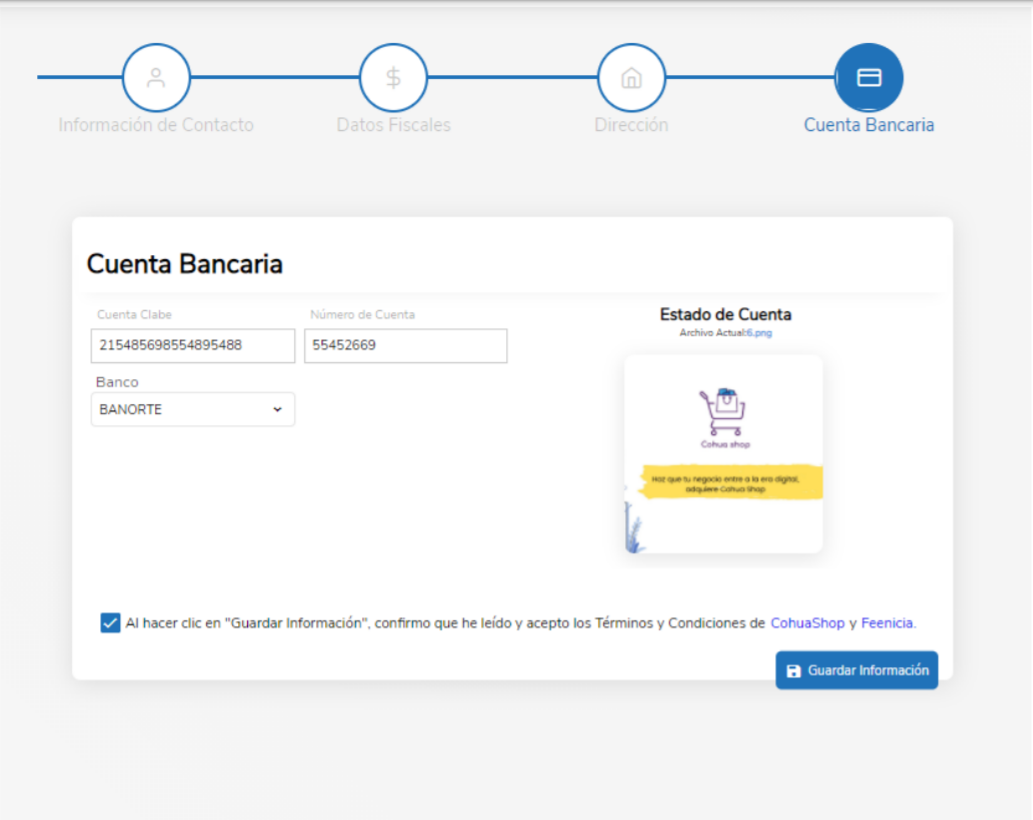 Información de Contacto
Datos Fiscales
Dirección
Cuenta Bancaria
Cuenta Bancaria
Cuenta Clabe
Número de Cuenta
215485698554895488
55452669
Banco
BANORTE
Estado de Cuenta
Archivo Actual:6.png
Cohua shop
Haz que tu negocio entre a la era digital,
adquiere Cohua Shop
Al hacer clic en "Guardar Información", confirmo que he leído y acepto los Términos y Condiciones de CohuaShop y Feenicia.
Guardar Información